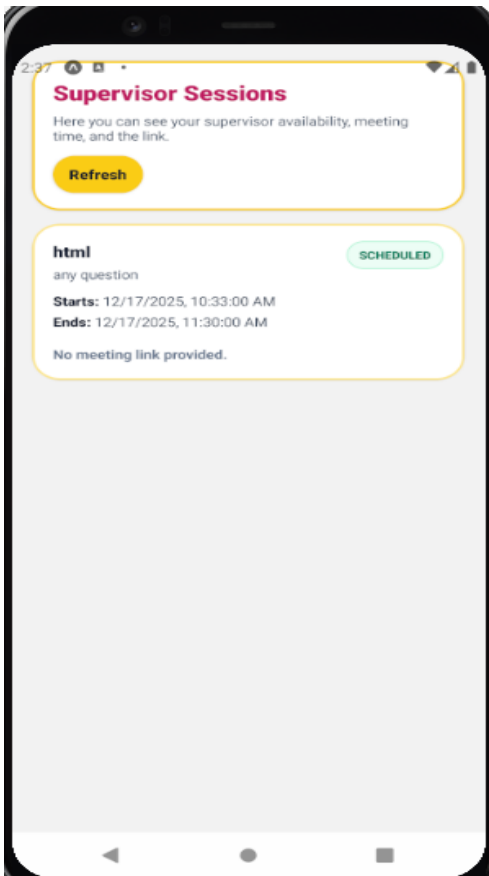 2:37
Supervisor Sessions
Here you can see your supervisor availability, meeting
time, and the link.
Refresh
html
SCHEDULED
any question
Starts: 12/17/2025, 10:33:00 AM
Ends: 12/17/2025, 11:30:00 AM
No meeting link provided.